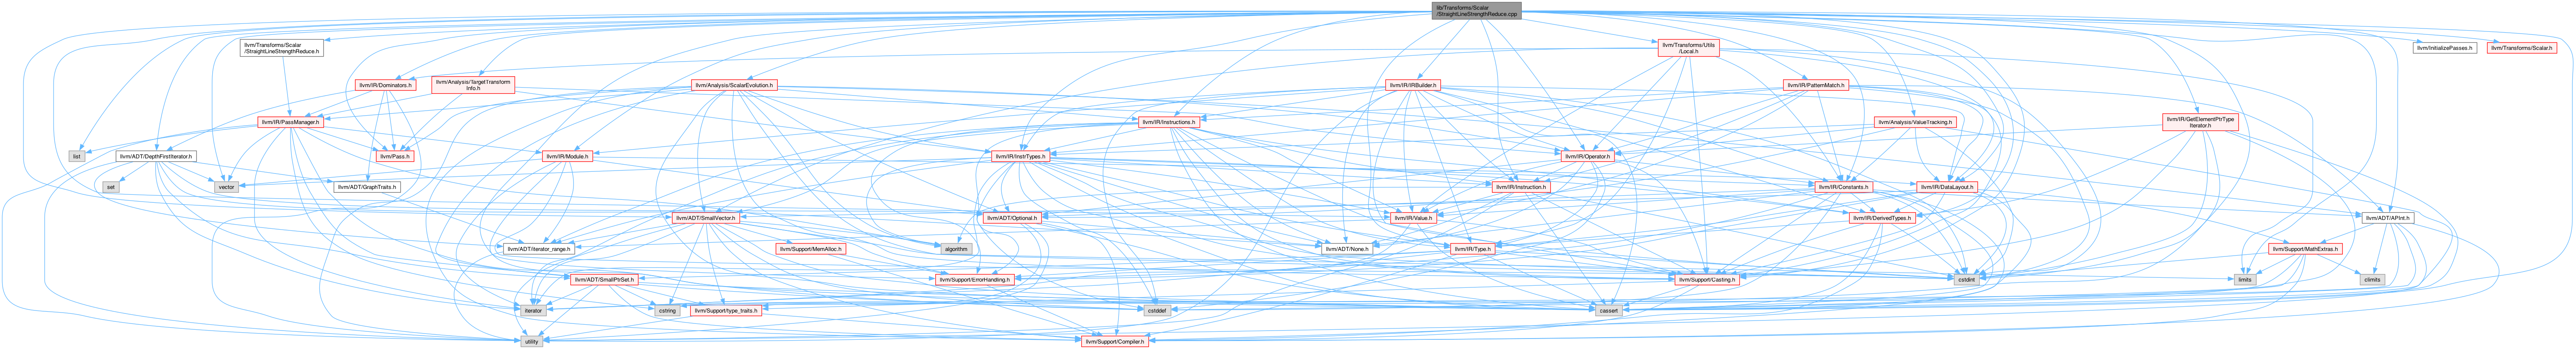 lib/Transforms/Scalar
/StraightLineStrengthReduce.cpp
llvm/Transforms/Scalar
/StraightLineStrengthReduce.h
llvm/Transforms/Utils
/Local.h
llvm/InitializePasses.h
llvm/Transforms/Scalar.h
llvm/IR/Dominators.h
llvm/Analysis/TargetTransform
Info.h
llvm/Analysis/ScalarEvolution.h
llvm/IR/IRBuilder.h
llvm/IR/PatternMatch.h
llvm/IR/PassManager.h
llvm/IR/Instructions.h
llvm/Analysis/ValueTracking.h
llvm/IR/GetElementPtrType
Iterator.h
list
llvm/ADT/DepthFirstIterator.h
llvm/Pass.h
llvm/IR/Module.h
llvm/IR/InstrTypes.h
llvm/IR/Operator.h
set
vector
llvm/ADT/GraphTraits.h
llvm/IR/Instruction.h
llvm/IR/Constants.h
llvm/IR/DataLayout.h
llvm/ADT/SmallVector.h
llvm/ADT/Optional.h
llvm/IR/Value.h
llvm/IR/DerivedTypes.h
llvm/ADT/APInt.h
llvm/ADT/iterator_range.h
llvm/Support/MemAlloc.h
algorithm
llvm/ADT/None.h
llvm/IR/Type.h
llvm/Support/MathExtras.h
llvm/ADT/SmallPtrSet.h
llvm/Support/ErrorHandling.h
llvm/Support/Casting.h
cstdint
limits
climits
iterator
cstring
llvm/Support/type_traits.h
cstddef
cassert
utility
llvm/Support/Compiler.h